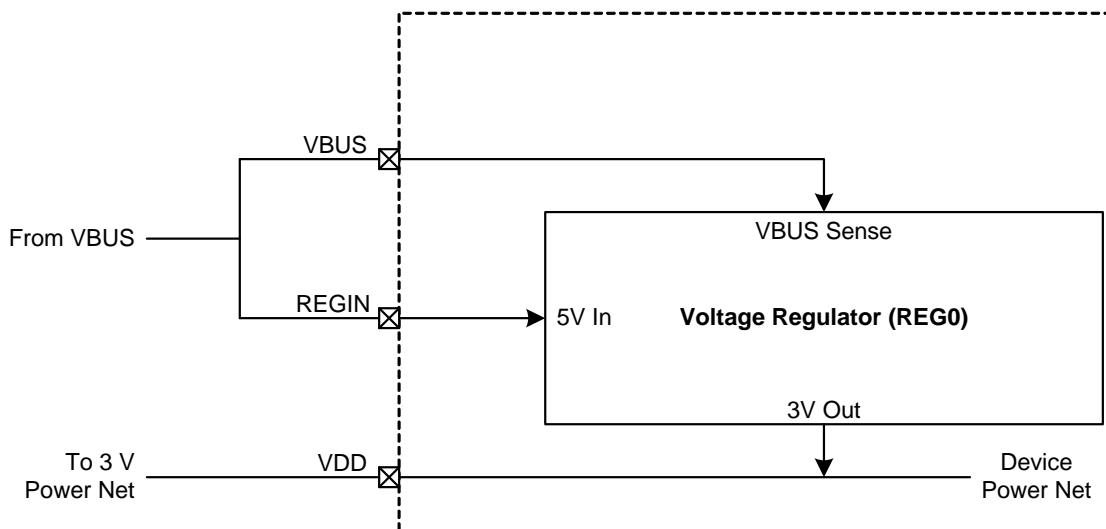 VBUS
VBUS Sense
From VBUS
REGIN
5V In
Voltage Regulator (REG0)
3V Out
To 3 V
Power Net
VDD
Device
Power Net